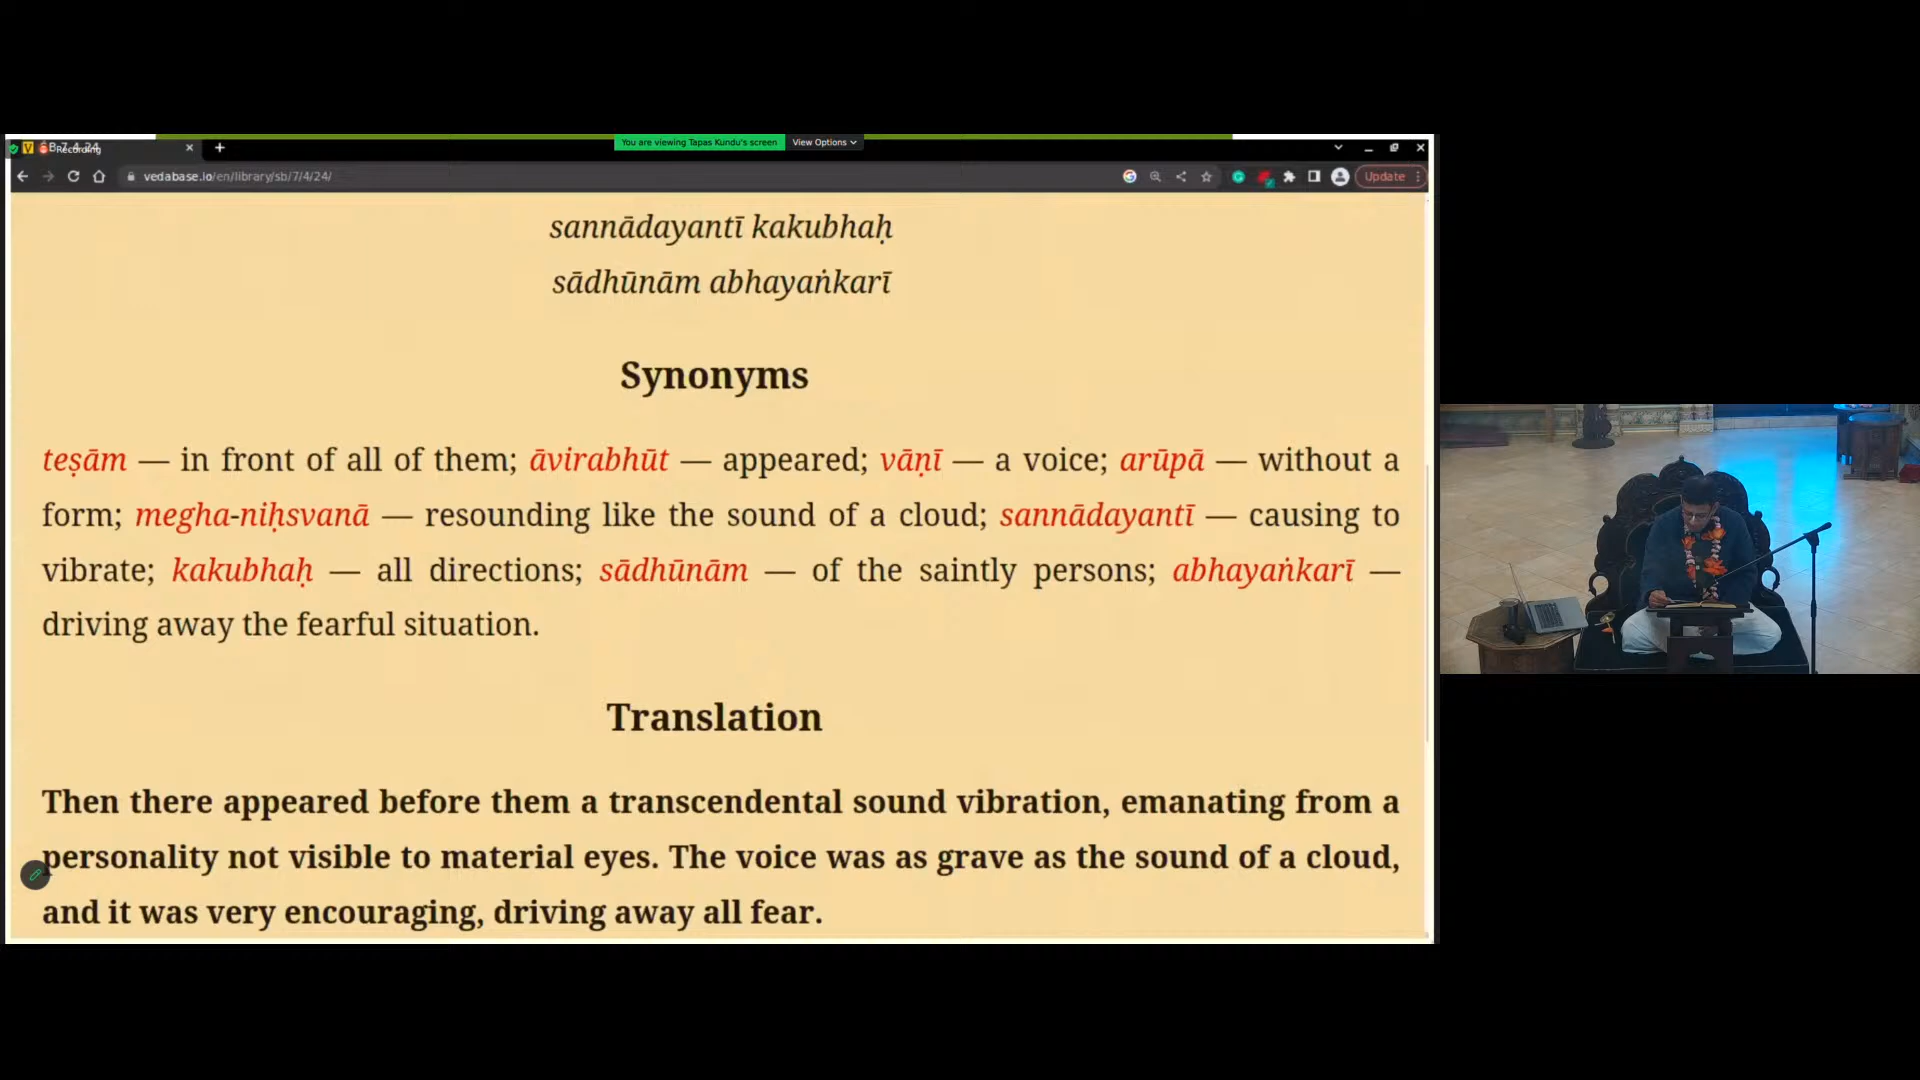 You are viewing Tapas Kundu's screen
View Options
Recording
vedabase.io/en/library/sb/7/4/24/
Update
sannādayantī kakubhaḥ
sādhūnām abhayaṅkarī
Synonyms
teṣām — in front of all of them; āvirabhūt — appeared; vāṇī — a voice; arūpā — without a
form; megha-niḥsvanā — resounding like the sound of a cloud; sannādayantī — causing to
vibrate; kakubhaḥ — all directions; sādhūnām — of the saintly persons; abhayaṅkarī —
driving away the fearful situation.
Translation
Then there appeared before them a transcendental sound vibration, emanating from a
personality not visible to material eyes. The voice was as grave as the sound of a cloud,
and it was very encouraging, driving away all fear.